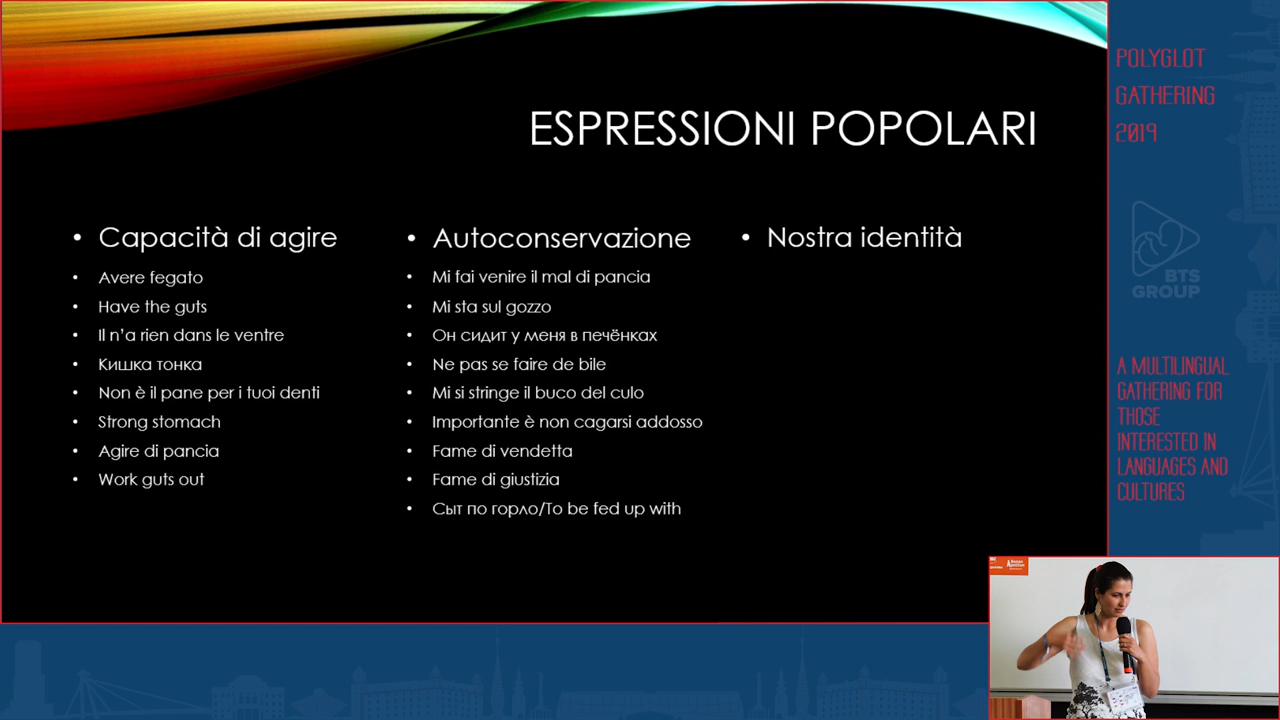 ESPRESSIONI POPOLARI
Capacità di agire
Avere fegato
Have the guts
Il n’a rien dans le ventre
Кишка тонка
Non è il pane per i tuoi denti
Strong stomach
Agire di pancia
Work guts out
Autoconservazione
Mi fai venire il mal di pancia
Mi sta sul gozzo
Он сидит у меня в печёнках
Ne pas se faire de bile
Mi si stringe il buco del culo
Importante è non cagarsi addosso
Fame di vendetta
Fame di giustizia
Сыт по горло/To be fed up with
Nostra identità
POLYGLOT
GATHERING
2019
BTS
GROUP
A MULTILINGUAL
GATHERING FOR
THOSE
INTERESTED IN
LANGUAGES AND
CULTURES